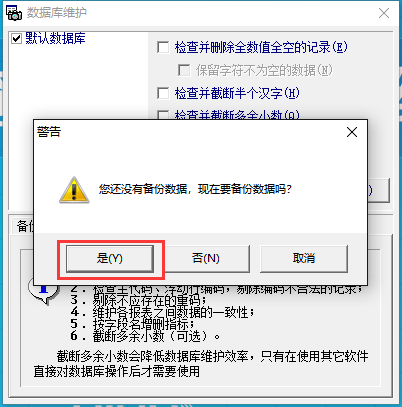 数据库维护
默认数据库
检查并删除全数值全空的记录(E)
保留字符不为空的数据(N)
检查并截断半个汉字(H)
检查并截断多余小数(Q)
警告
您还没有备份数据，现在要备份数据吗?
是(Y)
否(N)
取消
备份
2．检查主代码、浮动行编码，剔除编码不合法的记录；
3．剔除不应存在的重码；
4．维护各报表之间数据的一致性；
5．按字段名增删指标；
6．截断多余小数（可选）。
截断多余小数会降低数据库维护效率，只有在使用其它软件
直接对数据库操作后才需要使用